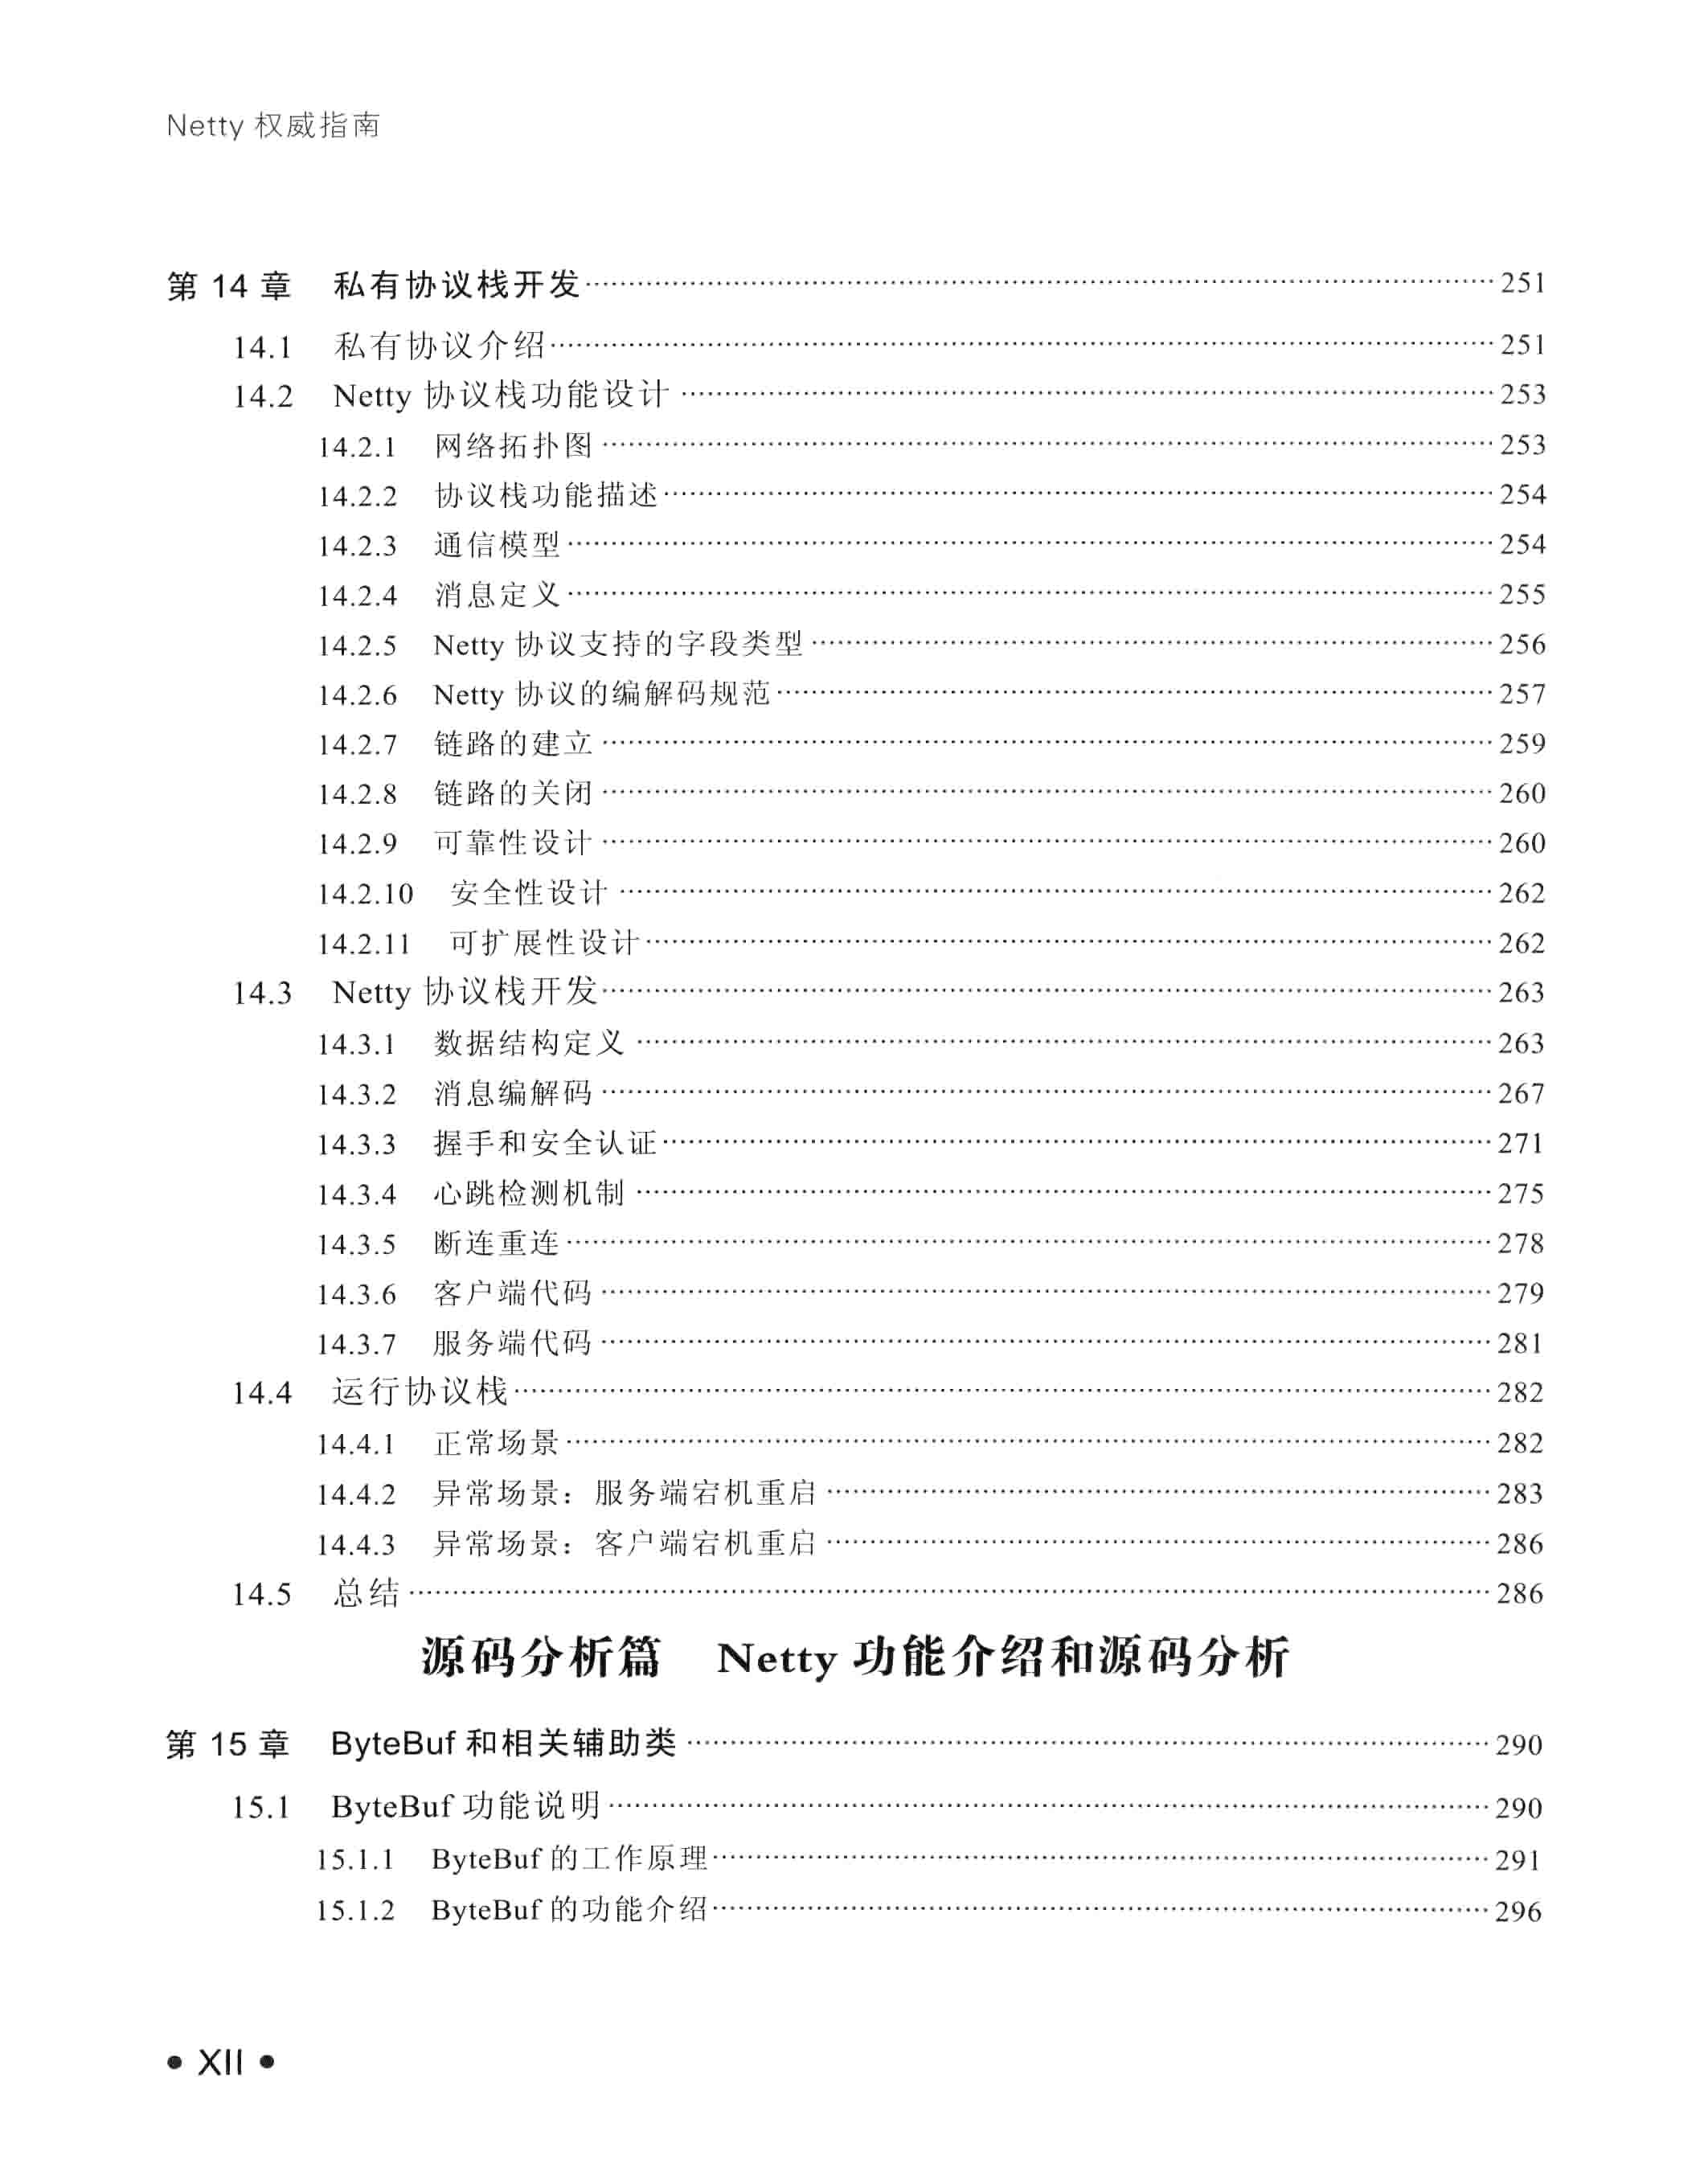 Netty 权威指南
第 14 章 私有协议栈开发 251
14.1 私有协议介绍 251
14.2 Netty 协议栈功能设计 253
14.2.1 网络拓扑图 253
14.2.2 协议栈功能描述 254
14.2.3 通信模型 254
14.2.4 消息定义 255
14.2.5 Netty 协议支持的字段类型 256
14.2.6 Netty 协议的编解码规范 257
14.2.7 链路的建立 259
14.2.8 链路的关闭 260
14.2.9 可靠性设计 260
14.2.10 安全性设计 262
14.2.11 可扩展性设计 262
14.3 Netty 协议栈开发 263
14.3.1 数据结构定义 263
14.3.2 消息编解码 267
14.3.3 握手和安全认证 271
14.3.4 心跳检测机制 275
14.3.5 断连重连 278
14.3.6 客户端代码 279
14.3.7 服务端代码 281
14.4 运行协议栈 282
14.4.1 正常场景 282
14.4.2 异常场景：服务端宕机重启 283
14.4.3 异常场景：客户端宕机重启 286
14.5 总结 286
源码分析篇 Netty 功能介绍和源码分析
第 15 章 ByteBuf 和相关辅助类 290
15.1 ByteBuf 功能说明 290
15.1.1 ByteBuf 的工作原理 291
15.1.2 ByteBuf 的功能介绍 296
• XII •